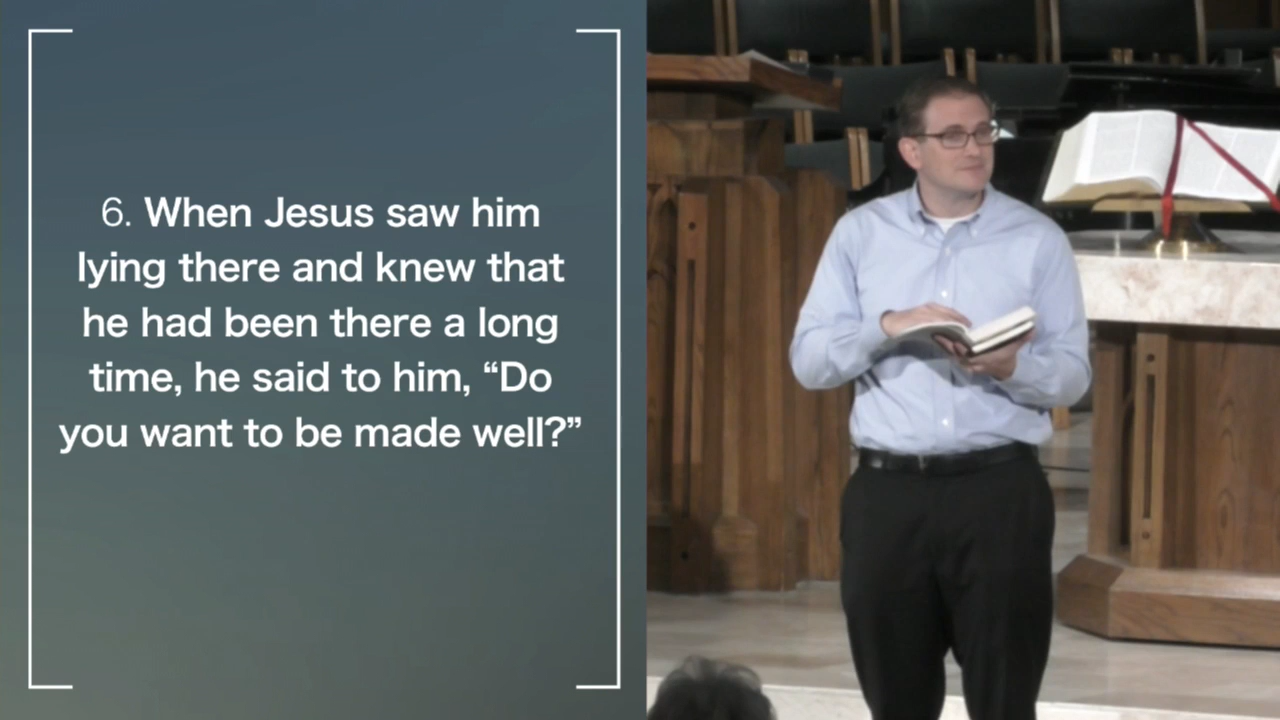 6. When Jesus saw him
lying there and knew that
he had been there a long
time, he said to him, “Do
you want to be made well?”